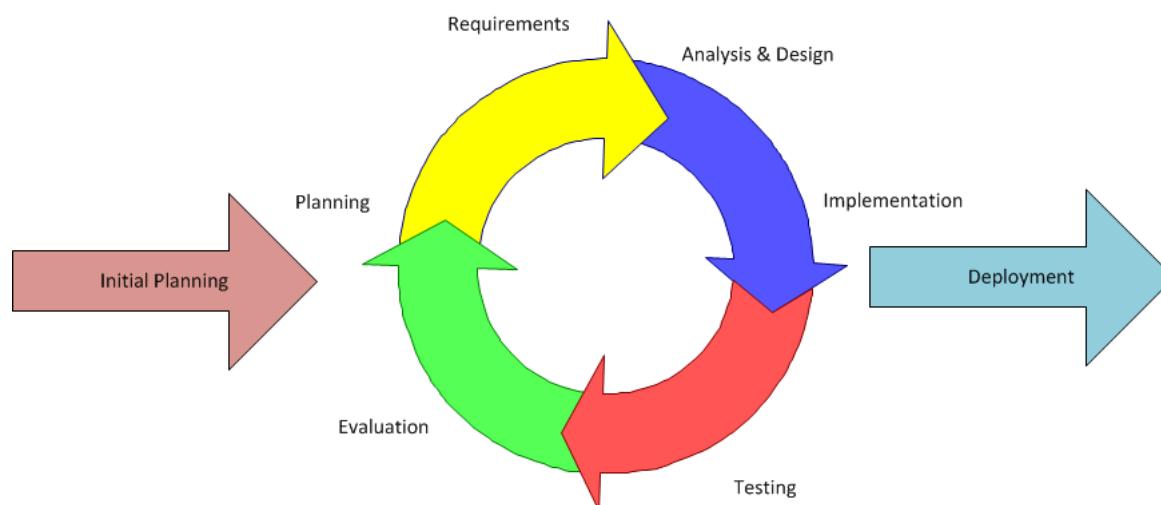 Requirements
Analysis & Design
Planning
Implementation
Initial Planning
Deployment
Evaluation
Testing